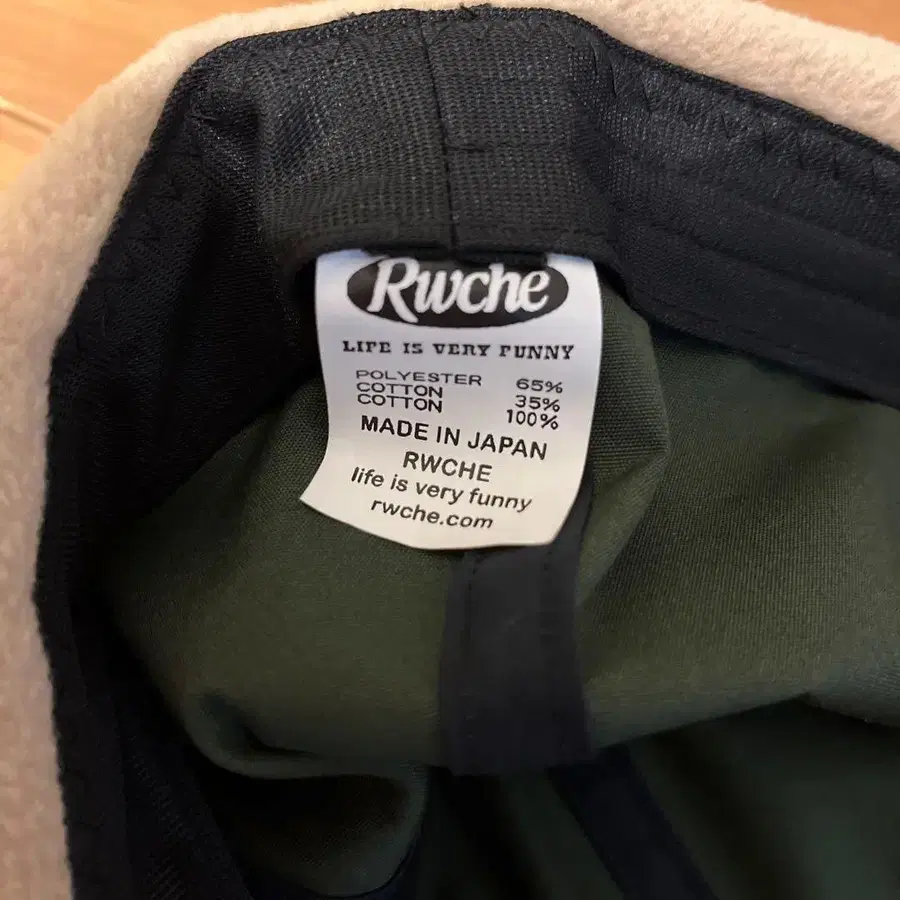 Rwche
LIFE IS VERY FUNNY
POLYESTER 65%
COTTON 35%
COTTON 100%
MADE IN JAPAN
RWCHE
life is very funny
rwche.com